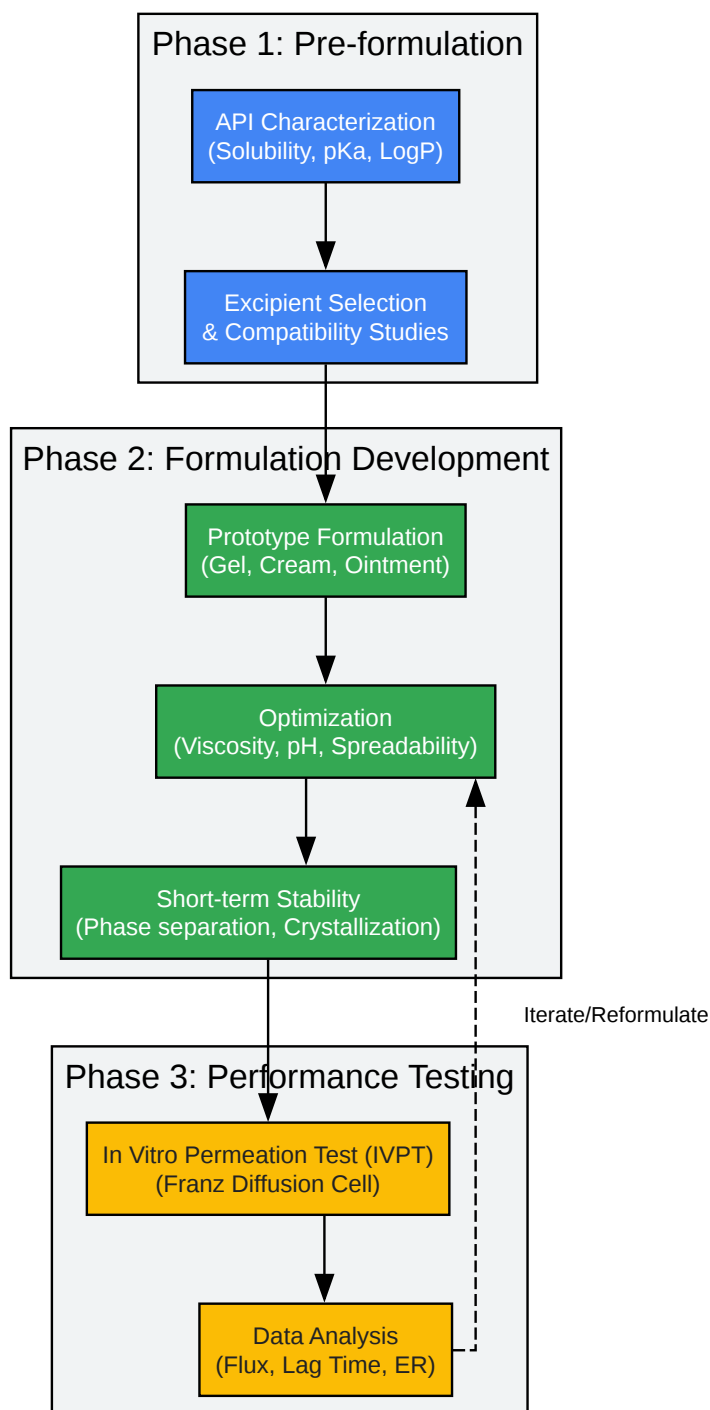 Phase 1: Pre-formulation
API Characterization
(Solubility, pKa, LogP)
Excipient Selection
& Compatibility Studies
Phase 2: Formulation Development
Prototype Formulation
(Gel, Cream, Ointment)
Optimization
(Viscosity, pH, Spreadability)
Short-term Stability
(Phase separation, Crystallization)
Iterate/Reformulate
Phase 3: Performance Testing
In Vitro Permeation Test (IVPT)
(Franz Diffusion Cell)
Data Analysis
(Flux, Lag Time, ER)